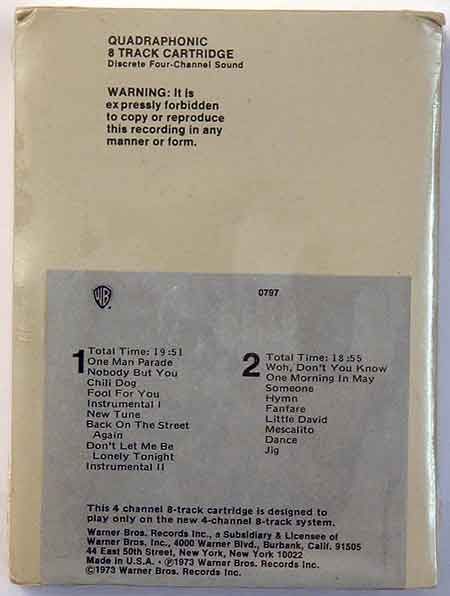 QUADRAPHONIC
8 TRACK CARTRIDGE
Discrete Four-Channel Sound
WARNING: It is
expressly forbidden
to copy or reproduce
this recording in any
manner or form.
WB
0797
1
Total Time: 19:51
One Man Parade
Nobody But You
Chili Dog
Fool For You
Instrumental I
New Tune
Back On The Street
Again
Don't Let Me Be
Lonely Tonight
Instrumental II
2
Total Time: 18:55
Woh, Don't You Know
One Morning In May
Someone
Hymn
Fanfare
Little David
Mescalito
Dance
Jig
This 4 channel 8-track cartridge is designed to
play only on the new 4-channel 8-track system.
Warner Bros. Records Inc., a Subsidiary & Licensee of
Warner Bros. Inc., 4000 Warner Blvd., Burbank, Calif. 91505
44 East 50th Street, New York, New York 10022
Made in U.S.A. • ℗1973 Warner Bros. Records Inc.
©1973 Warner Bros. Records Inc.